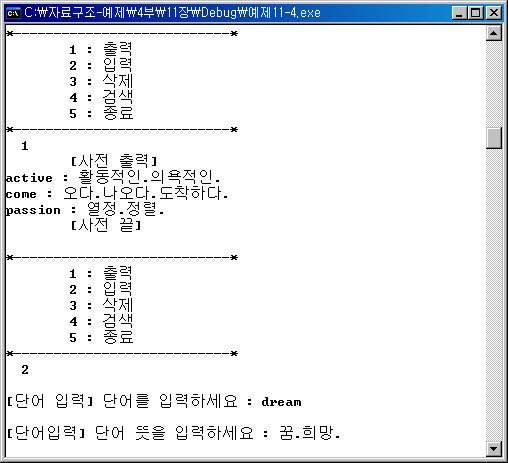 C:\자료구조-예제\4부\11장\Debug\예제11-4.exe
*----------------------------*
1 : 출력
2 : 입력
3 : 삭제
4 : 검색
5 : 종료
*----------------------------*
1
[사전 출력]
active : 활동적인.의욕적인.
come : 오다.나오다.도착하다.
passion : 열정.정렬.
[사전 끝]
*----------------------------*
1 : 출력
2 : 입력
3 : 삭제
4 : 검색
5 : 종료
*----------------------------*
2
[단어 입력] 단어를 입력하세요 : dream
[단어입력] 단어 뜻을 입력하세요 : 꿈.희망.